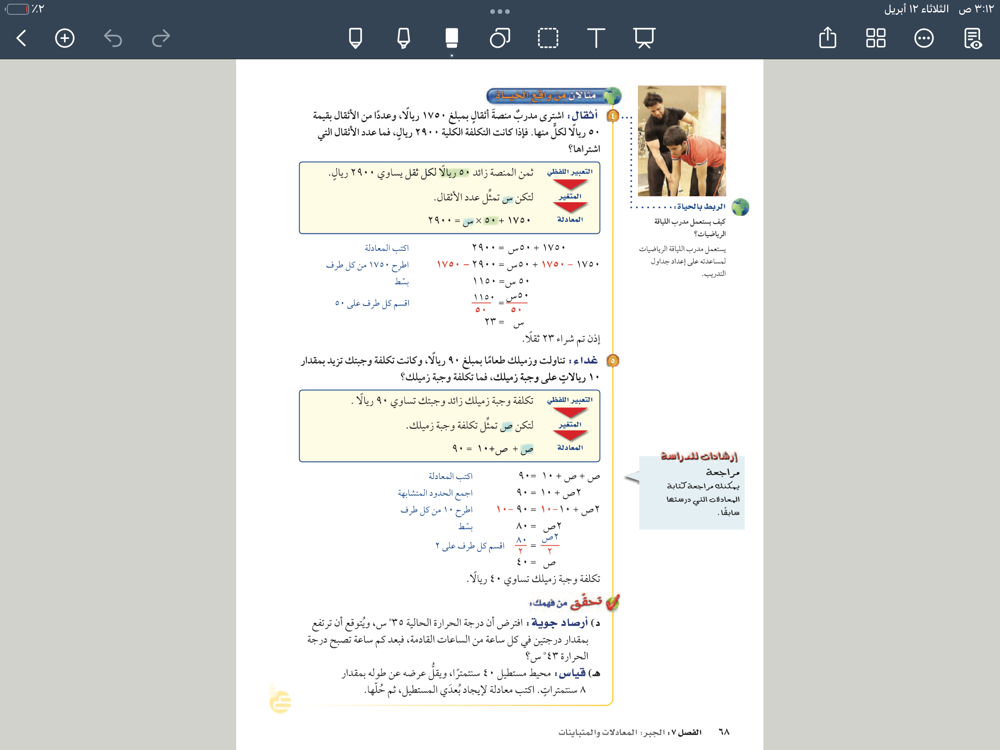 ٣:١٢ ص الثلاثاء ١٢ أبريل
٪٢
مثالان من واقع الحياة
٤ أثقال: اشترى مدربٌ منصةَ أثقالٍ بمبلغ ١٧٥٠ ريالًا، وعددًا من الأثقال بقيمة
٥٠ ريالًا لكلٍّ منها. فإذا كانت التكلفة الكلية ٢٩٠٠ ريالٍ، فما عدد الأثقال التي
اشتراها؟
التعبير اللفظي ثمن المنصة زائد ٥٠ ريالًا لكل ثقل يساوي ٢٩٠٠ ريالٍ.
المتغير لتكن س تمثِّل عدد الأثقال.
المعادلة ١٧٥٠ + ٥٠ × س = ٢٩٠٠
١٧٥٠ + ٥٠س = ٢٩٠٠ اكتب المعادلة
١٧٥٠ – ١٧٥٠ + ٥٠س = ٢٩٠٠ – ١٧٥٠ اطرح ١٧٥٠ من كل طرف
٥٠ س= ١١٥٠ بسّط
٥٠س/٥٠ = ١١٥٠/٥٠ اقسم كل طرف على ٥٠
س = ٢٣
إذن تم شراء ٢٣ ثقلًا.
الربط بالحياة:
كيف يستعمل مدرب اللياقة
الرياضيات؟
يستعمل مدرب اللياقة الرياضيات
لمساعدته على إعداد جداول
التدريب.
٥ غداء: تناولت وزميلك طعامًا بمبلغ ٩٠ ريالًا، وكانت تكلفة وجبتك تزيد بمقدار
١٠ ريالاتٍ على وجبة زميلك، فما تكلفة وجبة زميلك؟
التعبير اللفظي تكلفة وجبة زميلك زائد وجبتك تساوي ٩٠ ريالًا .
المتغير لتكن ص تمثِّل تكلفة وجبة زميلك.
المعادلة ص + ص+١٠ = ٩٠
ص + ص + ١٠ =٩٠ اكتب المعادلة
٢ص + ١٠ = ٩٠ اجمع الحدود المتشابهة
٢ص + ١٠–١٠ = ٩٠ –١٠ اطرح ١٠ من كل طرف
٢ص = ٨٠ بسّط
٢ص/٢ = ٨٠/٢ اقسم كل طرف على ٢
ص = ٤٠
تكلفة وجبة زميلك تساوي ٤٠ ريالًا.
إرشادات للدراسة
مراجعة
يمكنك مراجعة كتابة
المعادلات التي درستها
سابقًا.
تحقَّق من فهمك:
د) أرصاد جوية: افترض أن درجة الحرارة الحالية ٣٥° س، ويُتوقع أن ترتفع
بمقدار درجتين في كل ساعة من الساعات القادمة، فبعد كم ساعة تصبح درجة
الحرارة ٤٣° س؟
هـ) قياس: محيط مستطيل ٤٠ سنتمترًا، ويقلُّ عرضه عن طوله بمقدار
٨ سنتمتراتٍ. اكتب معادلة لإيجاد بُعدَي المستطيل، ثم حُلّها.
٦٨ الفصل ٧: الجبر: المعادلات والمتباينات